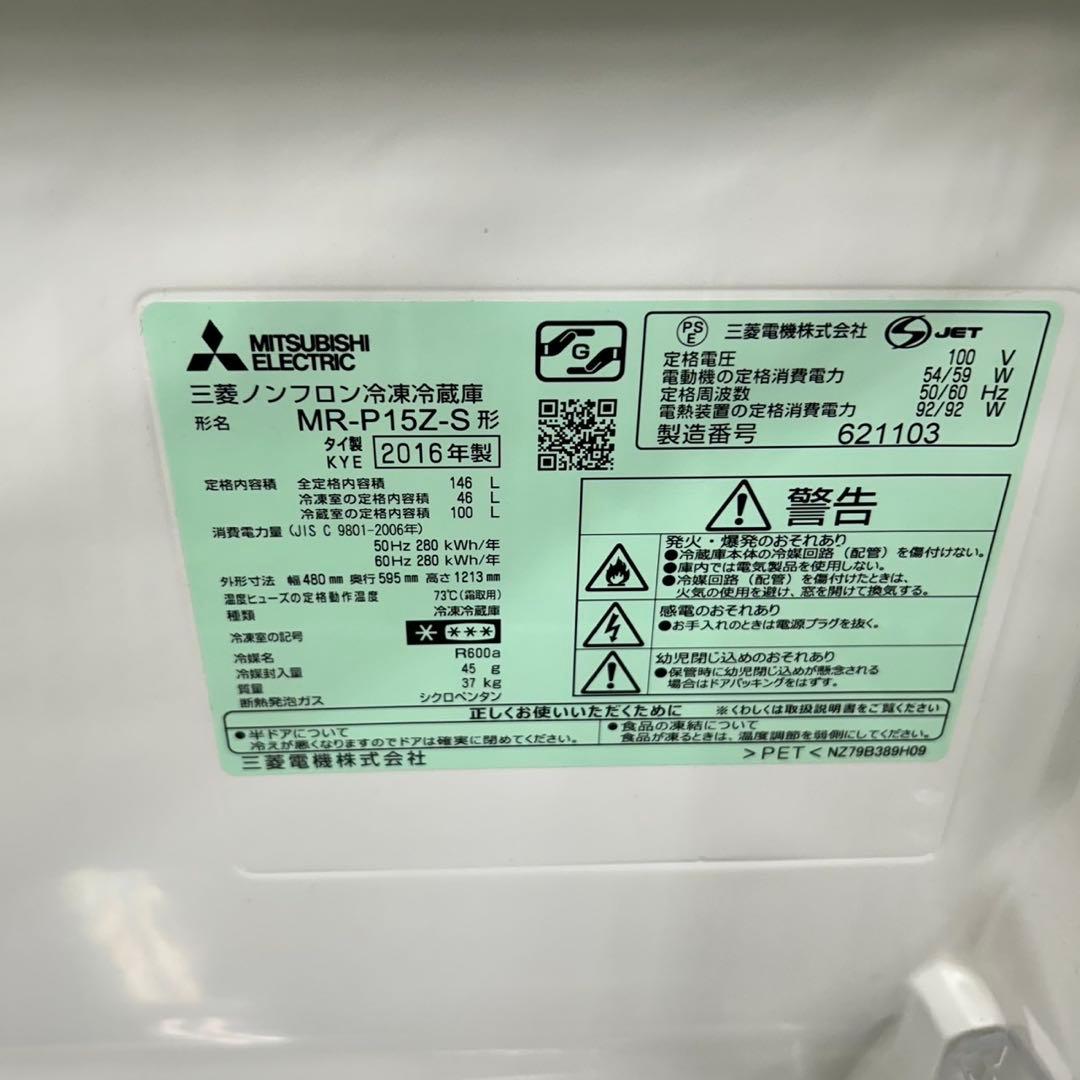 MITSUBISHI
ELECTRIC
三菱ノンフロン冷凍冷蔵庫
形名 MR-P15Z-S 形
タイ製
KYE 2016年製
定格内容積 全定格内容積 146 L
冷凍室の定格内容積 46 L
冷蔵室の定格内容積 100 L
消費電力量 (JIS C 9801-2006年)
50Hz 280 kWh/年
60Hz 280 kWh/年
外形寸法 幅480mm 奥行595mm 高さ1213mm
温度ヒューズの定格動作温度 73℃(霜取用)
種類 冷凍冷蔵庫
冷凍室の記号
冷媒名 R600a
冷媒封入量 45 g
質量 37 kg
断熱発泡ガス シクロペンタン
G
PS
E
三菱電機株式会社 JET
定格電圧 100 V
電動機の定格消費電力 54/59 W
定格周波数 50/60 Hz
電熱装置の定格消費電力 92/92 W
製造番号 621103
警告
発火・爆発のおそれあり
●冷蔵庫本体の冷媒回路(配管)を傷付けない。
●庫内では電気製品を使用しない。
●冷媒回路(配管)を傷付けたときは、
火気の使用を避け、窓を開けて換気する。
感電のおそれあり
●お手入れのときは電源プラグを抜く。
幼児閉じ込めのおそれあり
●保管時に幼児閉じ込めが懸念される
場合はドアパッキングをはずす。
正しくお使いいただくために ※くわしくは取扱説明書をご覧ください
●半ドアについて
冷えが悪くなりますのでドアは確実に閉めてください。
●食品の凍結について
食品が凍るときは、温度調節を弱側にしてください。
三菱電機株式会社
>PET< NZ79B389H09